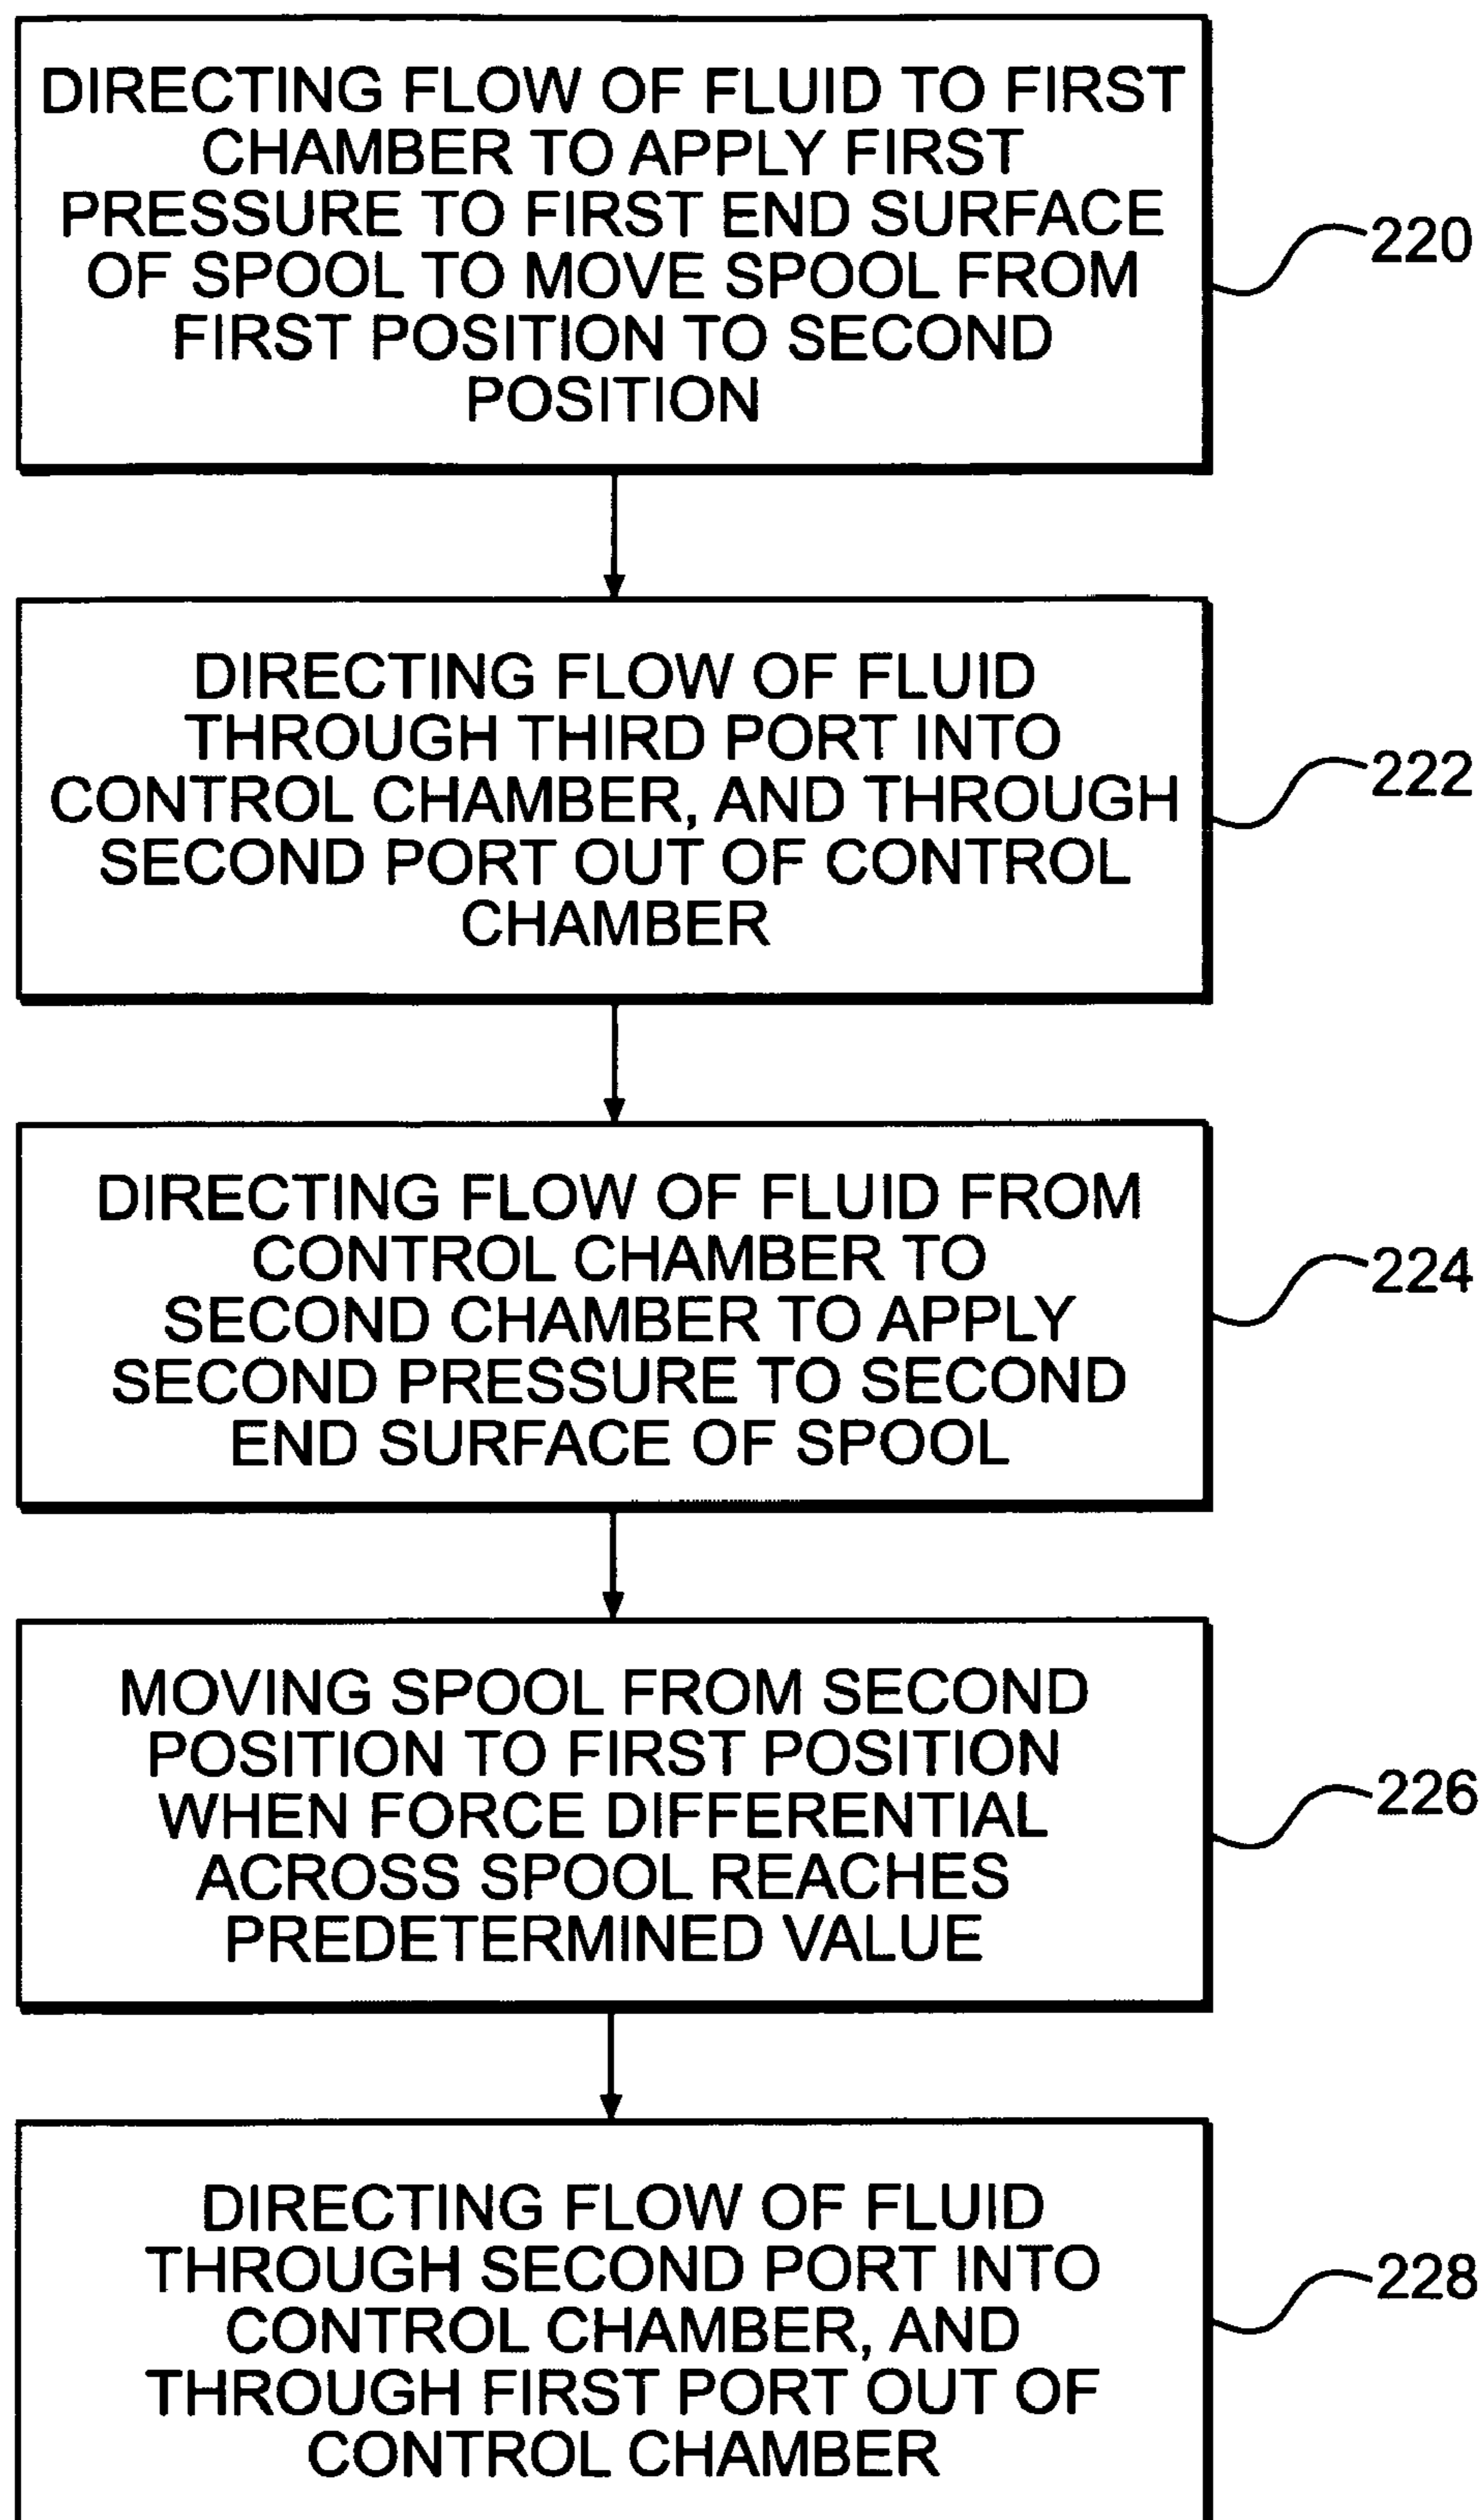 DIRECTING FLOW OF FLUID TO FIRST
CHAMBER TO APPLY FIRST
PRESSURE TO FIRST END SURFACE
OF SPOOL TO MOVE SPOOL FROM
FIRST POSITION TO SECOND
POSITION
220
DIRECTING FLOW OF FLUID
THROUGH THIRD PORT INTO
CONTROL CHAMBER, AND THROUGH
SECOND PORT OUT OF CONTROL
CHAMBER
222
DIRECTING FLOW OF FLUID FROM
CONTROL CHAMBER TO
SECOND CHAMBER TO APPLY
SECOND PRESSURE TO SECOND
END SURFACE OF SPOOL
224
MOVING SPOOL FROM SECOND
POSITION TO FIRST POSITION
WHEN FORCE DIFFERENTIAL
ACROSS SPOOL REACHES
PREDETERMINED VALUE
226
DIRECTING FLOW OF FLUID
THROUGH SECOND PORT INTO
CONTROL CHAMBER, AND
THROUGH FIRST PORT OUT OF
CONTROL CHAMBER
228